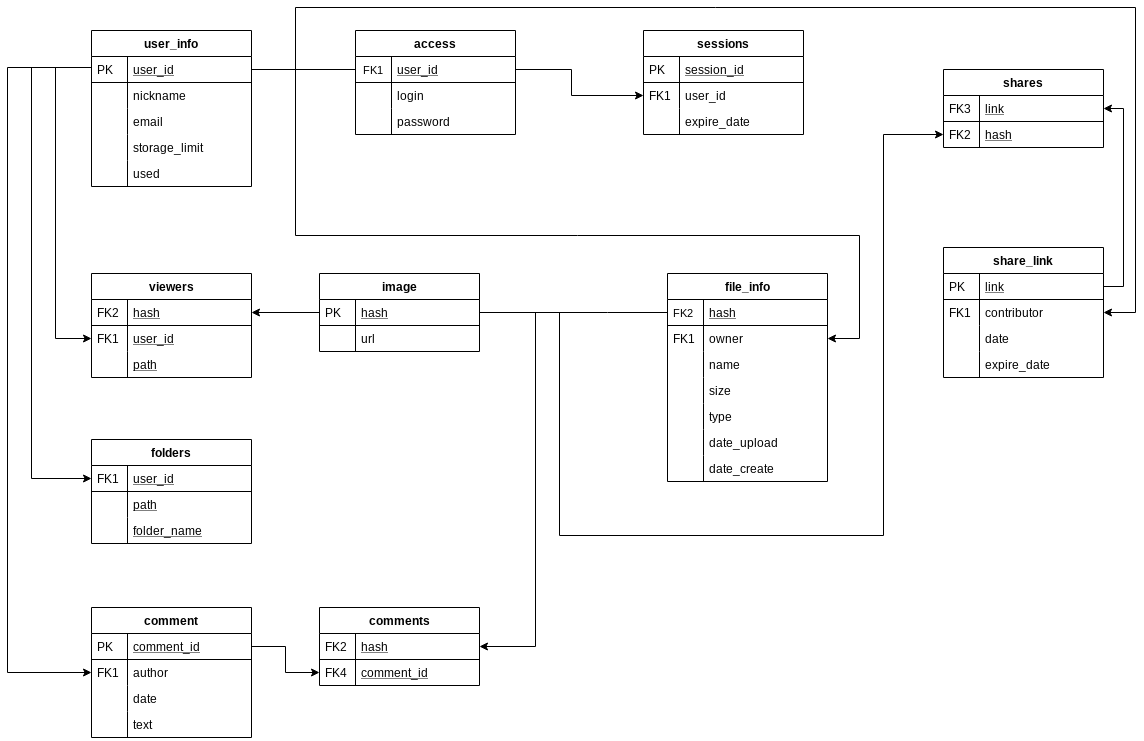 user_info
PK user_id
nickname
email
storage_limit
used
access
FK1 user_id
login
password
sessions
PK session_id
FK1 user_id
expire_date
shares
FK3 link
FK2 hash
viewers
FK2 hash
FK1 user_id
path
image
PK hash
url
file_info
FK2 hash
FK1 owner
name
size
type
date_upload
date_create
share_link
PK link
FK1 contributor
date
expire_date
folders
FK1 user_id
path
folder_name
comment
PK comment_id
FK1 author
date
text
comments
FK2 hash
FK4 comment_id